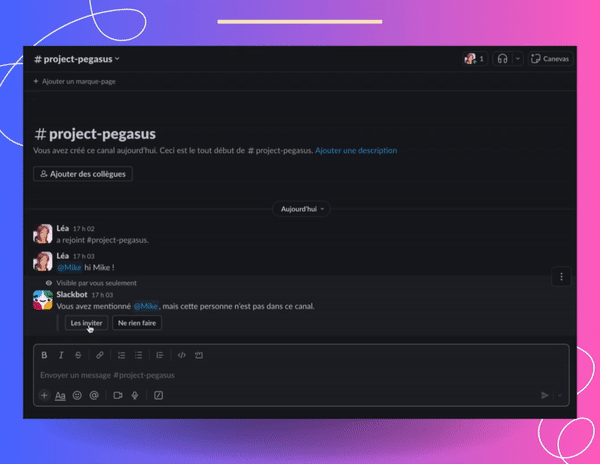 # project-pegasus
1
Canevas
+ Ajouter un marque-page
# project-pegasus
Vous avez créé ce canal aujourd'hui. Ceci est le tout début de # project-pegasus. Ajouter une description
Ajouter des collègues
Aujourd'hui
Léa 17 h 02
a rejoint #project-pegasus.
Léa 17 h 03
@Mike hi Mike !
Visible par vous seulement
Slackbot 17 h 03
Vous avez mentionné @Mike, mais cette personne n'est pas dans ce canal.
Les inviter
Ne rien faire
B I S
Envoyer un message #project-pegasus
+ Aa @